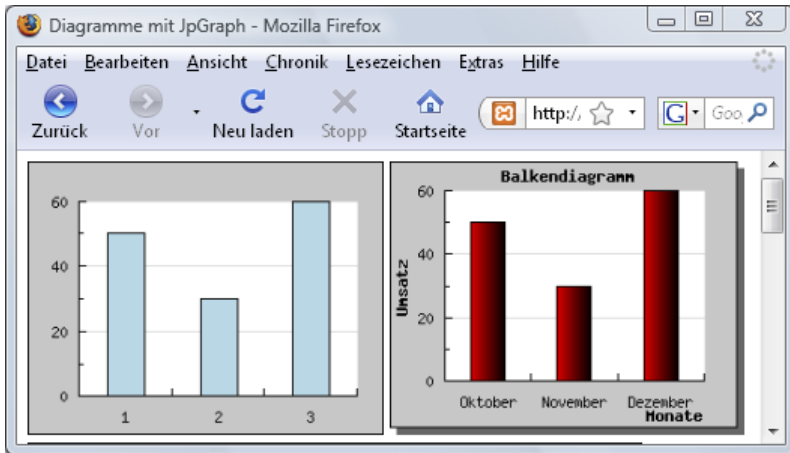 Diagramme mit JpGraph - Mozilla Firefox
Datei Bearbeiten Ansicht Chronik Lesezeichen Extras Hilfe
Zurück Vor Neu laden Stopp Startseite http:/, G Goo
60
40
20
0
1 2 3
Balkendiagramm
Umsatz
60
40
20
0
Oktober November Dezember
Monate